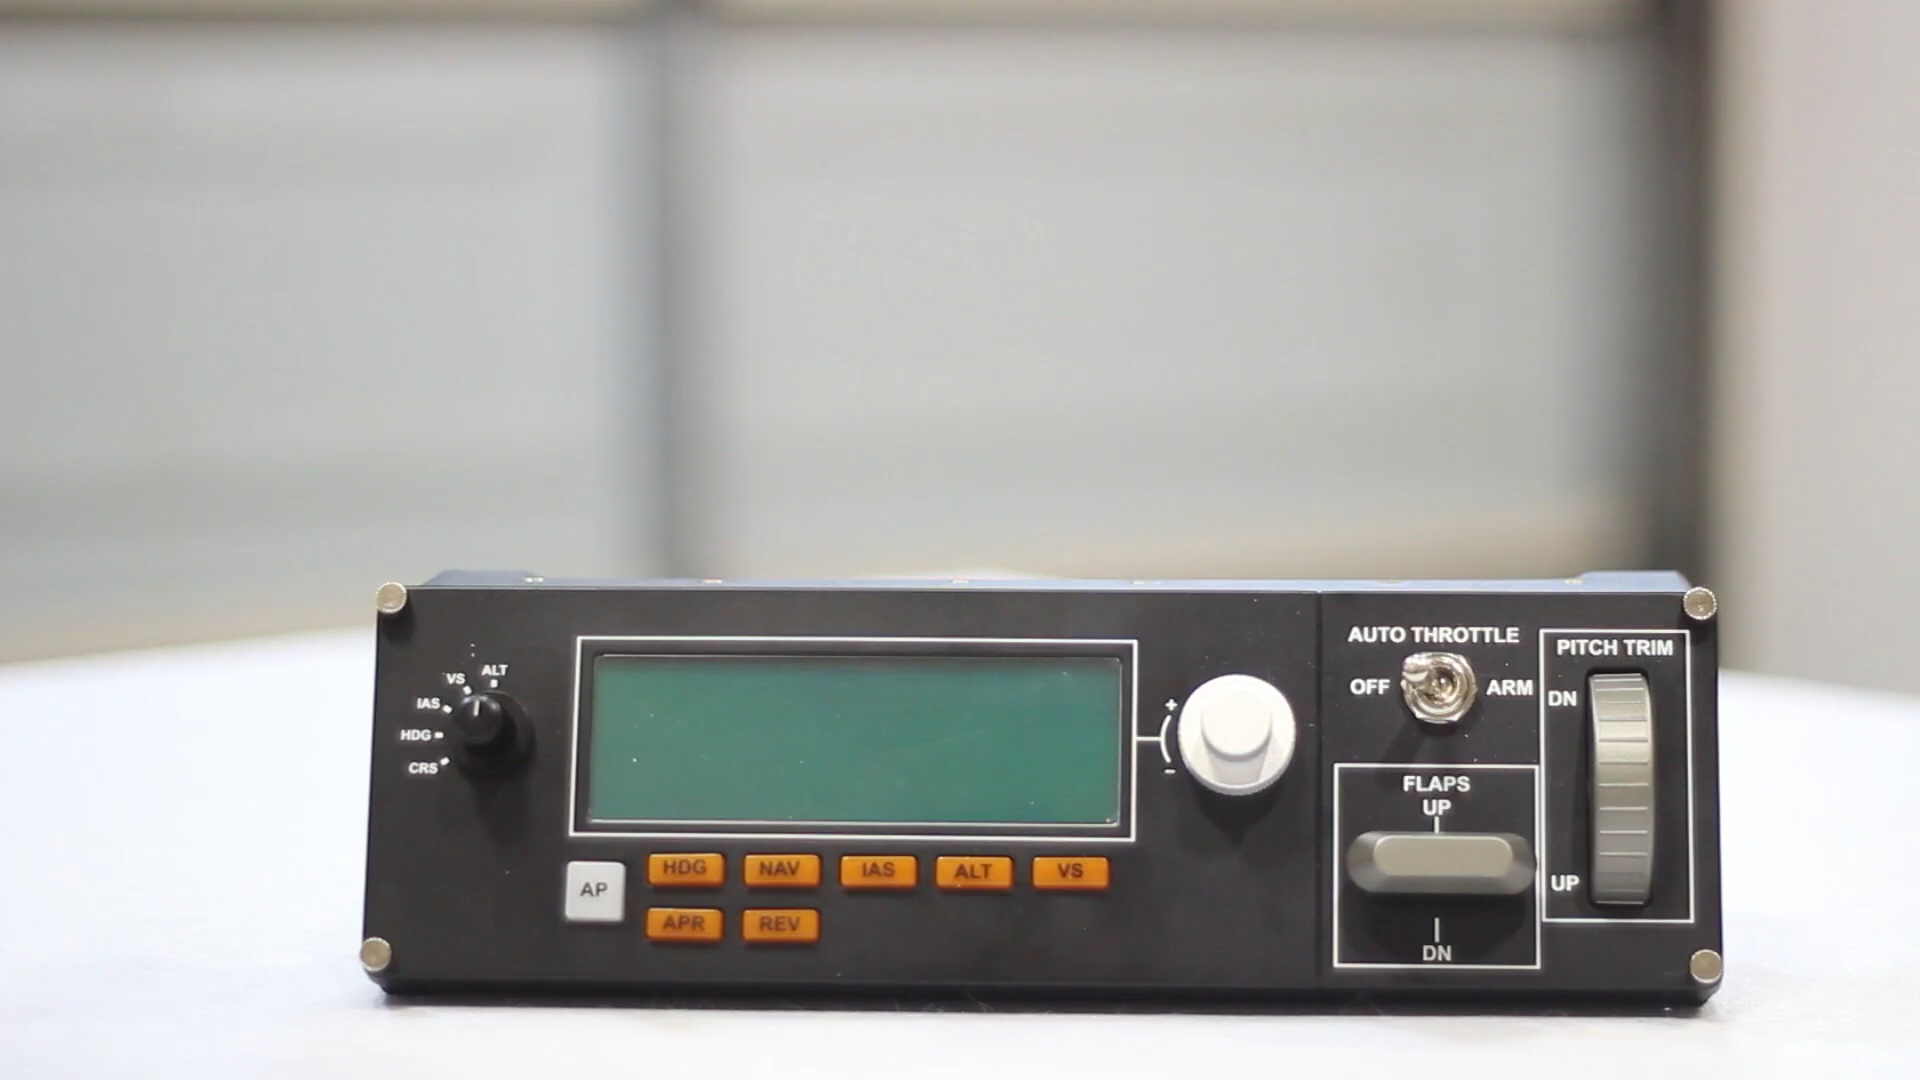 ALT
VS
IAS
HDG
CRS
+
-
AP
HDG NAV IAS ALT VS
APR REV
AUTO THROTTLE
OFF ARM
FLAPS
UP
DN
PITCH TRIM
DN
UP